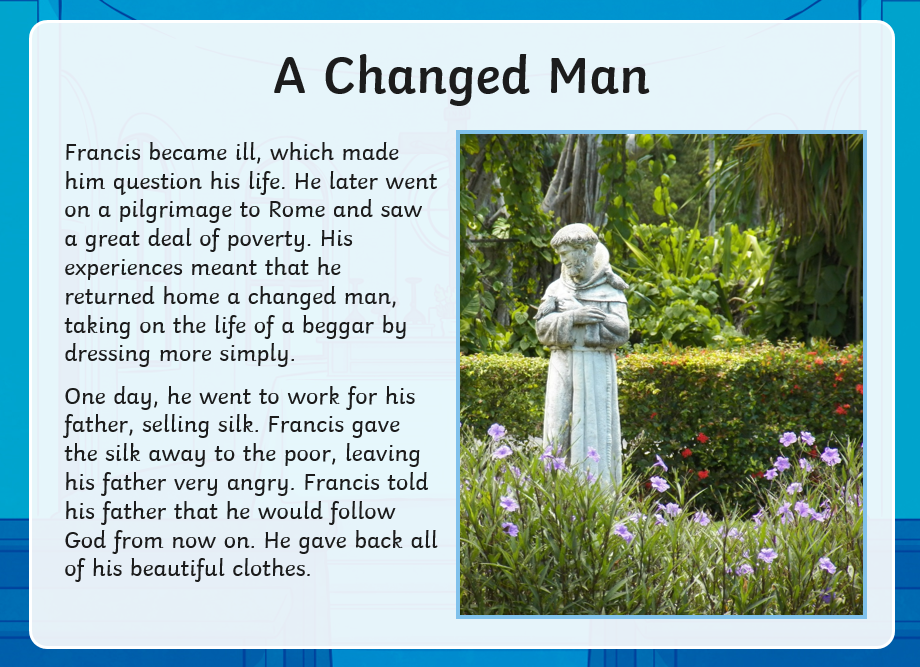 A Changed Man
Francis became ill, which made
him question his life. He later went
on a pilgrimage to Rome and saw
a great deal of poverty. His
experiences meant that he
returned home a changed man,
taking on the life of a beggar by
dressing more simply.
One day, he went to work for his
father, selling silk. Francis gave
the silk away to the poor, leaving
his father very angry. Francis told
his father that he would follow
God from now on. He gave back all
of his beautiful clothes.